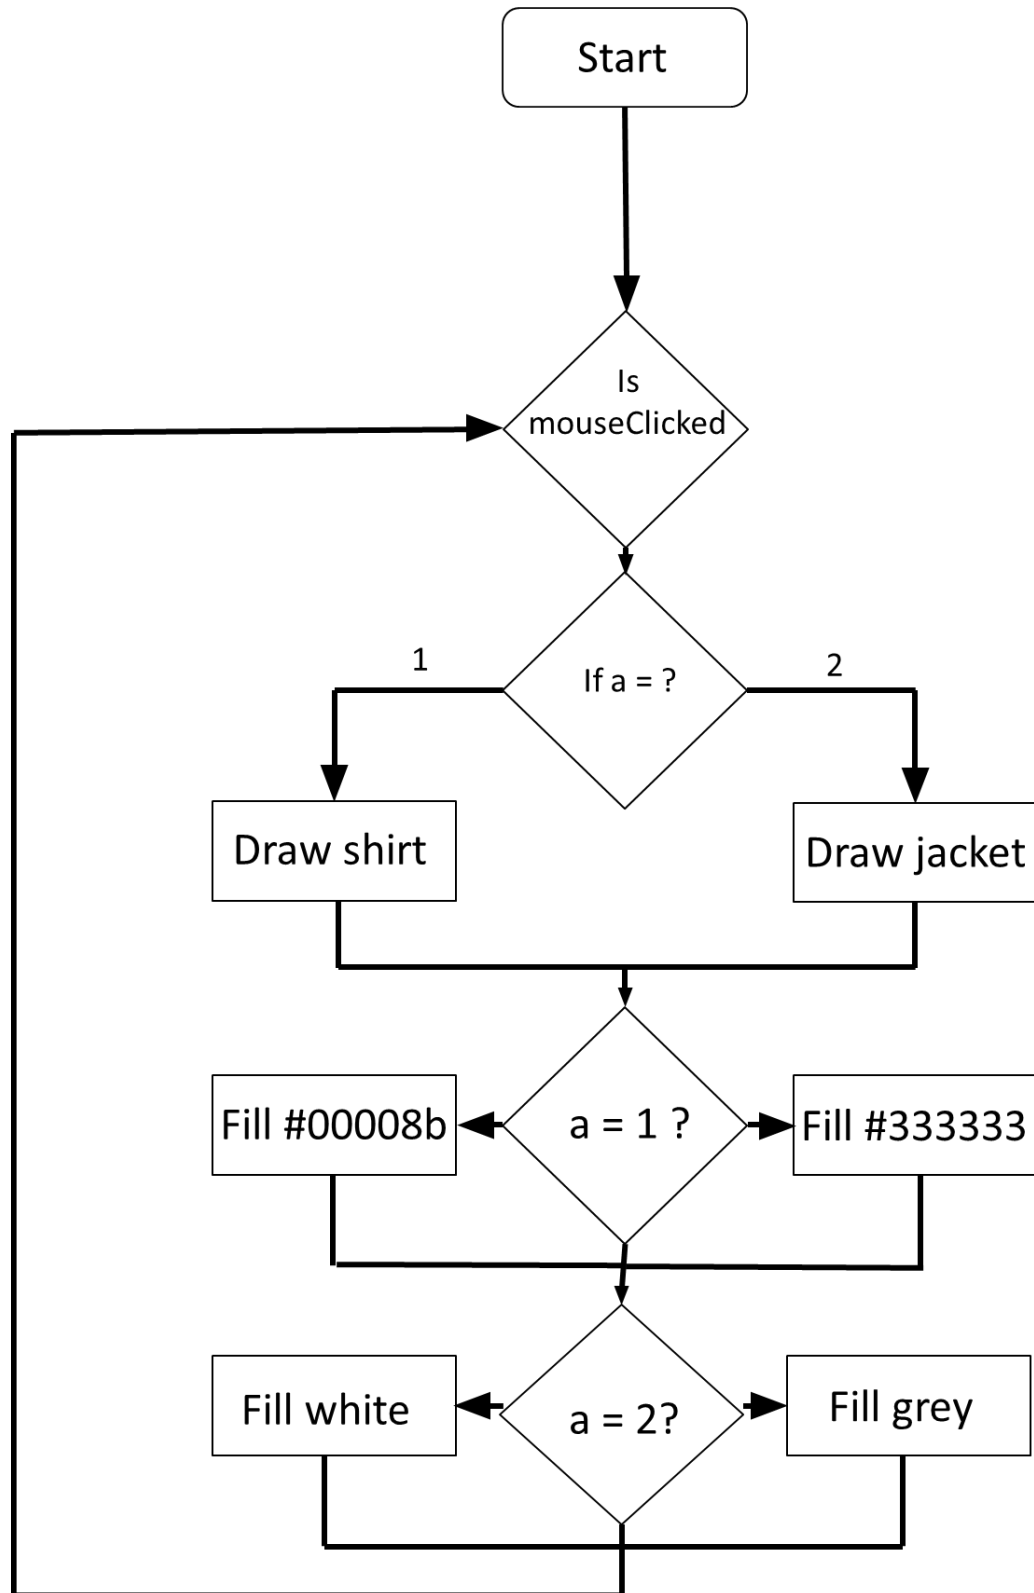 Start
Is
mouseClicked
If a = ?
1
2
Draw shirt
Draw jacket
a = 1 ?
Fill #00008b
Fill #333333
a = 2?
Fill white
Fill grey